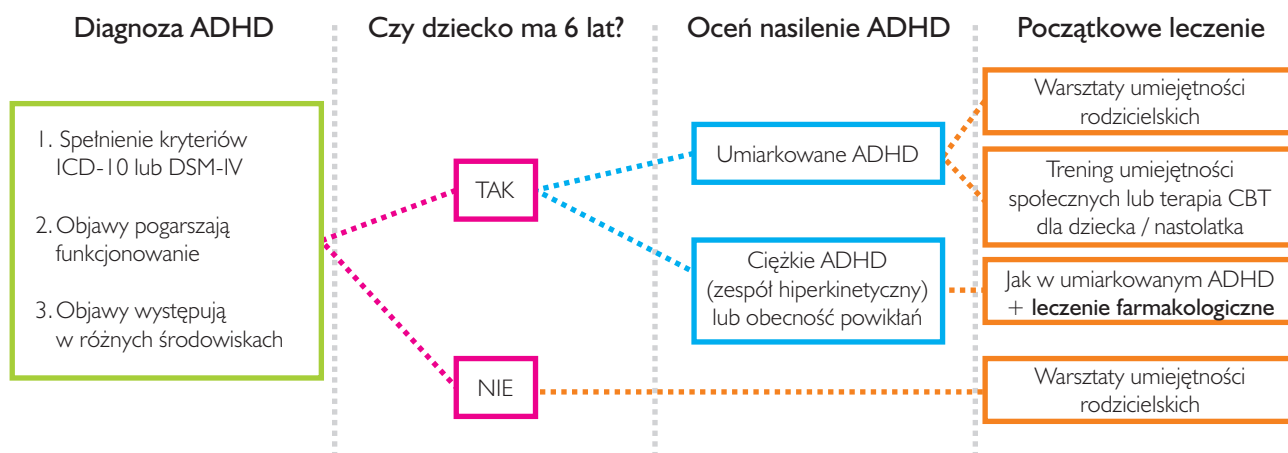 Diagnoza ADHD
Czy dziecko ma 6 lat?
Oceń nasilenie ADHD
Początkowe leczenie
1. Spełnienie kryteriów
ICD-10 lub DSM-IV
2. Objawy pogarszają
funkcjonowanie
3. Objawy występują
w różnych środowiskach
TAK
NIE
Umiarkowane ADHD
Ciężkie ADHD
(zespół hiperkinetyczny)
lub obecność powikłań
Warsztaty umiejętności
rodzicielskich
Trening umiejętności
społecznych lub terapia CBT
dla dziecka / nastolatka
Jak w umiarkowanym ADHD
+ leczenie farmakologiczne
Warsztaty umiejętności
rodzicielskich